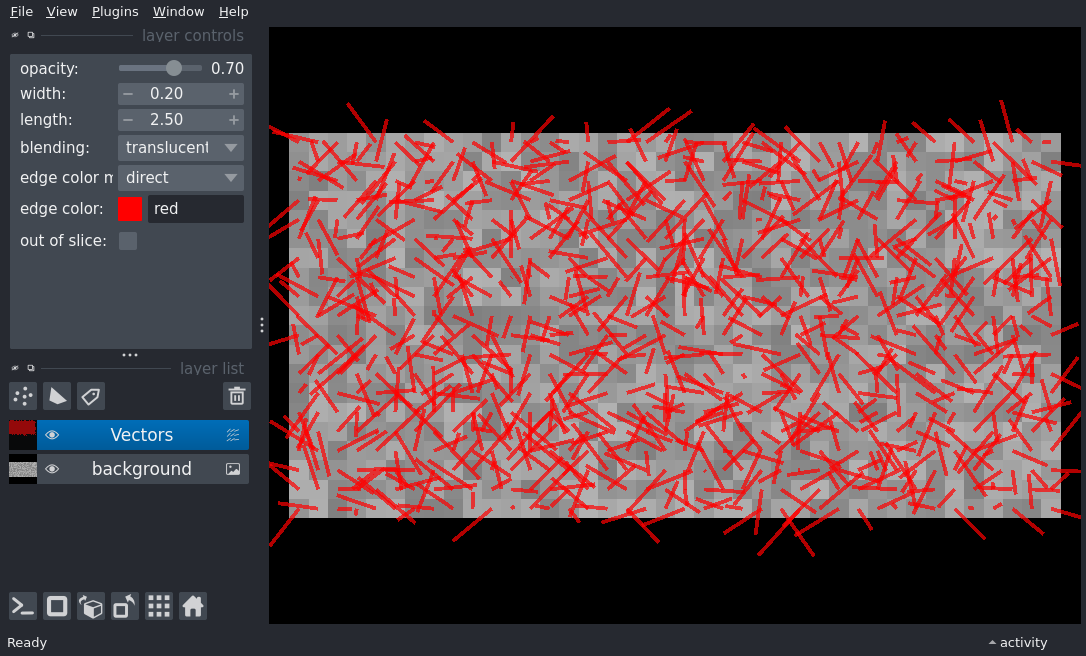 File View Plugins Window Help
layer controls
opacity: 0.70
width: − 0.20 +
length: − 2.50 +
blending: translucent
edge color m direct
edge color: red
out of slice:
layer list
Vectors
background
Ready activity